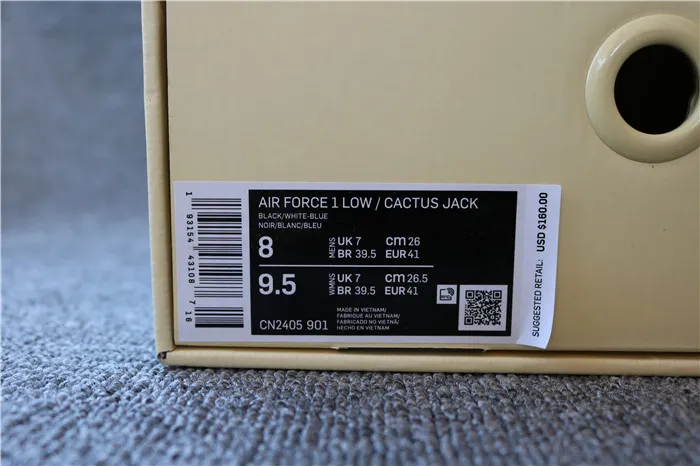 1 93154 43108 7 18
AIR FORCE 1 LOW / CACTUS JACK
BLACK/WHITE-BLUE
NOIR/BLANC/BLEU
8 MENS UK 7 cm 26
BR 39.5 EUR 41
9.5 WMNS UK 7 cm 26.5
BR 39.5 EUR 41
MADE IN VIETNAM/
FABRIQUE AU VIETNAM/
FABRICADO NO VIETNÃ/
HECHO EN VIETNAM
CN2405 901
SUGGESTED RETAIL: USD $160.00